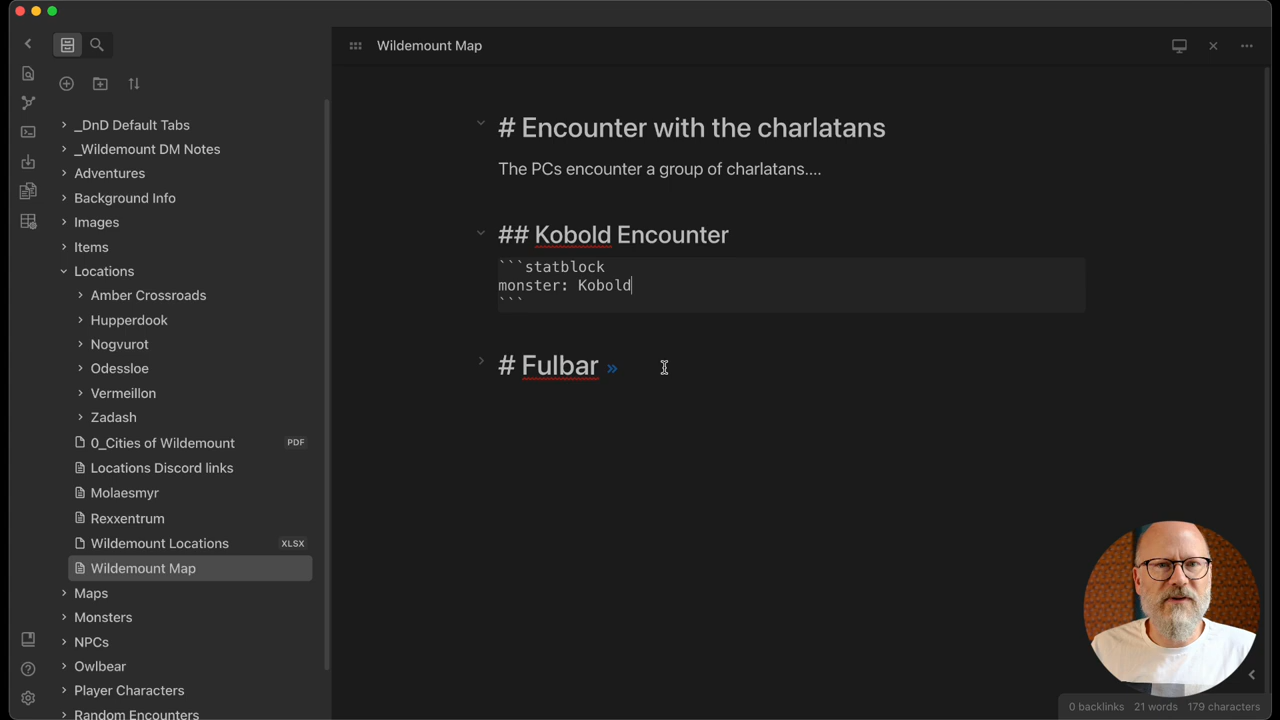 Wildemount Map
_DnD Default Tabs
_Wildemount DM Notes
Adventures
Background Info
Images
Items
Locations
Amber Crossroads
Hupperdook
Nogvurot
Odessloe
Vermeillon
Zadash
0_Cities of Wildemount PDF
Locations Discord links
Molaesmyr
Rexxentrum
Wildemount Locations XLSX
Wildemount Map
Maps
Monsters
NPCs
Owlbear
Player Characters
Random Encounters
# Encounter with the charlatans
The PCs encounter a group of charlatans....
## Kobold Encounter
```statblock
monster: Kobold
```
# Fulbar »
0 backlinks 21 words 179 characters